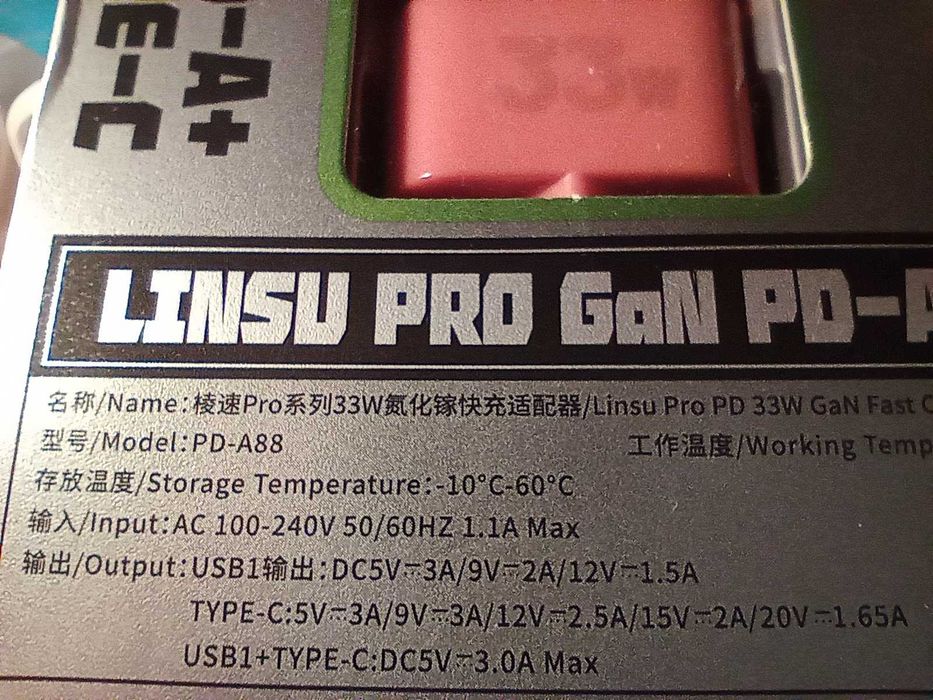 -A+
E-C
33W
LINSU PRO GaN PD-A
名称/Name:棱速Pro系列33W氮化镓快充适配器/Linsu Pro PD 33W GaN Fast C
型号/Model:PD-A88 工作温度/Working Temp
存放温度/Storage Temperature:-10°C-60°C
输入/Input:AC 100-240V 50/60HZ 1.1A Max
输出/Output:USB1输出:DC5V⎓3A/9V⎓2A/12V⎓1.5A
TYPE-C:5V⎓3A/9V⎓3A/12V⎓2.5A/15V⎓2A/20V⎓1.65A
USB1+TYPE-C:DC5V⎓3.0A Max